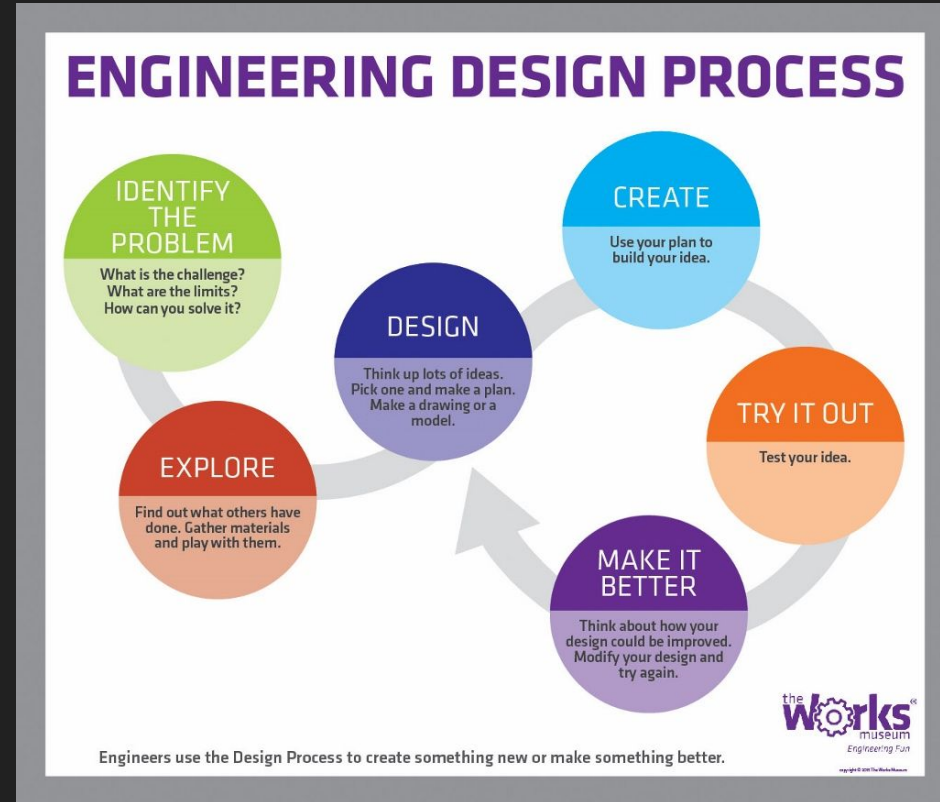 ENGINEERING DESIGN PROCESS
IDENTIFY
THE
PROBLEM
What is the challenge?
What are the limits?
How can you solve it?
EXPLORE
Find out what others have
done. Gather materials
and play with them.
DESIGN
Think up lots of ideas.
Pick one and make a plan.
Make a drawing or a
model.
CREATE
Use your plan to
build your idea.
TRY IT OUT
Test your idea.
MAKE IT
BETTER
Think about how your
design could be improved.
Modify your design and
try again.
Engineers use the Design Process to create something new or make something better.
the
Works
museum
Engineering Fun